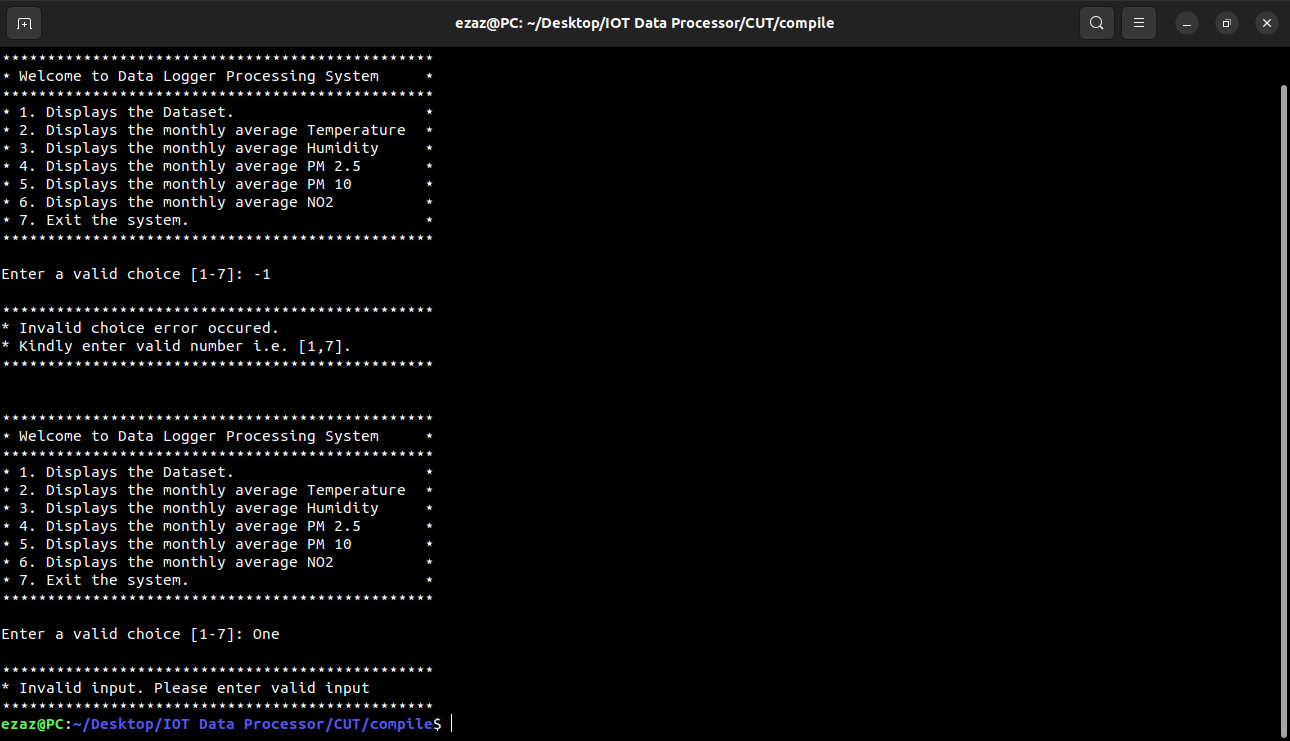 ezaz@PC: ~/Desktop/IOT Data Processor/CUT/compile
************************************************
* Welcome to Data Logger Processing System     *
************************************************
* 1. Displays the Dataset.                     *
* 2. Displays the monthly average Temperature  *
* 3. Displays the monthly average Humidity     *
* 4. Displays the monthly average PM 2.5       *
* 5. Displays the monthly average PM 10        *
* 6. Displays the monthly average NO2          *
* 7. Exit the system.                          *
************************************************
Enter a valid choice [1-7]: -1
************************************************
* Invalid choice error occured.
* Kindly enter valid number i.e. [1,7].
************************************************
************************************************
* Welcome to Data Logger Processing System     *
************************************************
* 1. Displays the Dataset.                     *
* 2. Displays the monthly average Temperature  *
* 3. Displays the monthly average Humidity     *
* 4. Displays the monthly average PM 2.5       *
* 5. Displays the monthly average PM 10        *
* 6. Displays the monthly average NO2          *
* 7. Exit the system.                          *
************************************************
Enter a valid choice [1-7]: One
************************************************
* Invalid input. Please enter valid input
************************************************
ezaz@PC:~/Desktop/IOT Data Processor/CUT/compile$